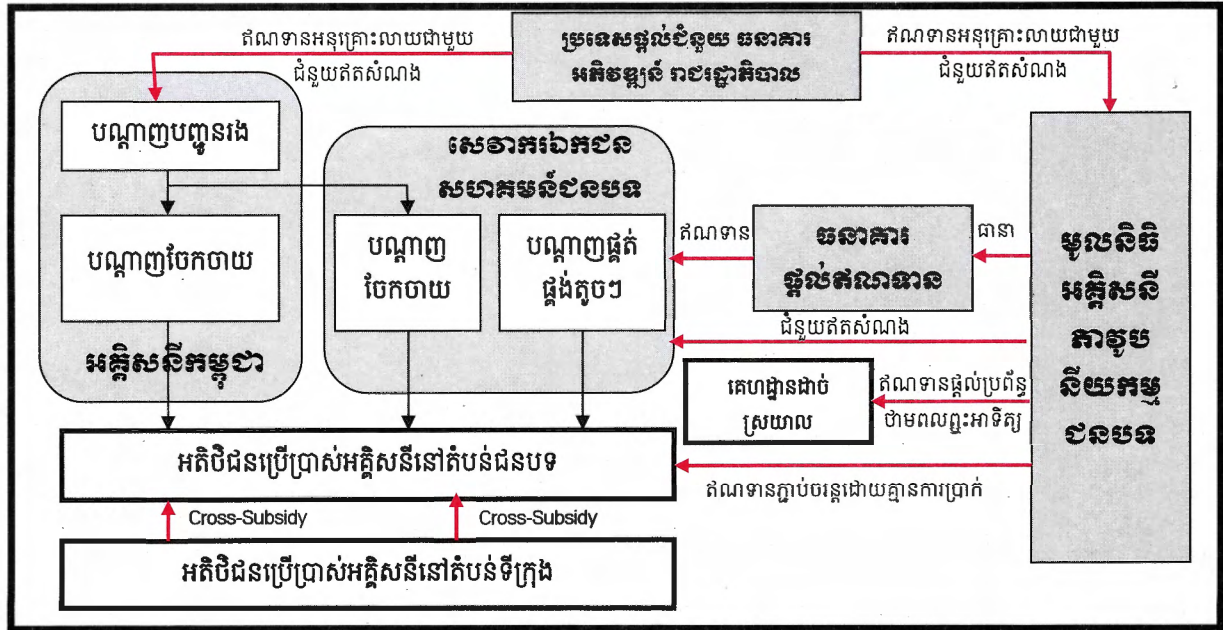 ឥណទានអនុគ្រោះលាយជាមួយ
ជំនួយឥតសំណង
ប្រទេសផ្តល់ជំនួយ ធនាគារ
អភិវឌ្ឍន៍ រាជរដ្ឋាភិបាល
ឥណទានអនុគ្រោះលាយជាមួយ
ជំនួយឥតសំណង
បណ្តាញបញ្ជូនរង
បណ្តាញចែកចាយ
អគ្គិសនីកម្ពុជា
សេវាករឯកជន
សហគមន៍ជនបទ
បណ្តាញ
ចែកចាយ
បណ្តាញផ្គត់
ផ្គង់តូចៗ
ឥណទាន
ធនាគារ
ផ្តល់ឥណទាន
ធានា
មូលនិធិ
អគ្គិសនី
ភាវូប
នីយកម្ម
ជនបទ
ជំនួយឥតសំណង
គេហដ្ឋានដាច់
ស្រយាល
ឥណទានផ្តល់ប្រព័ន្ធ
ថាមពលព្ឋះអាទិត្យ
អតិថិជនប្រើប្រាស់អគ្គិសនីនៅតំបន់ជនបទ
ឥណទានភ្ជាប់ចរន្តដោយគ្មានការប្រាក់
Cross-Subsidy
Cross-Subsidy
អតិថិជនប្រើប្រាស់អគ្គិសនីនៅតំបន់ទីក្រុង